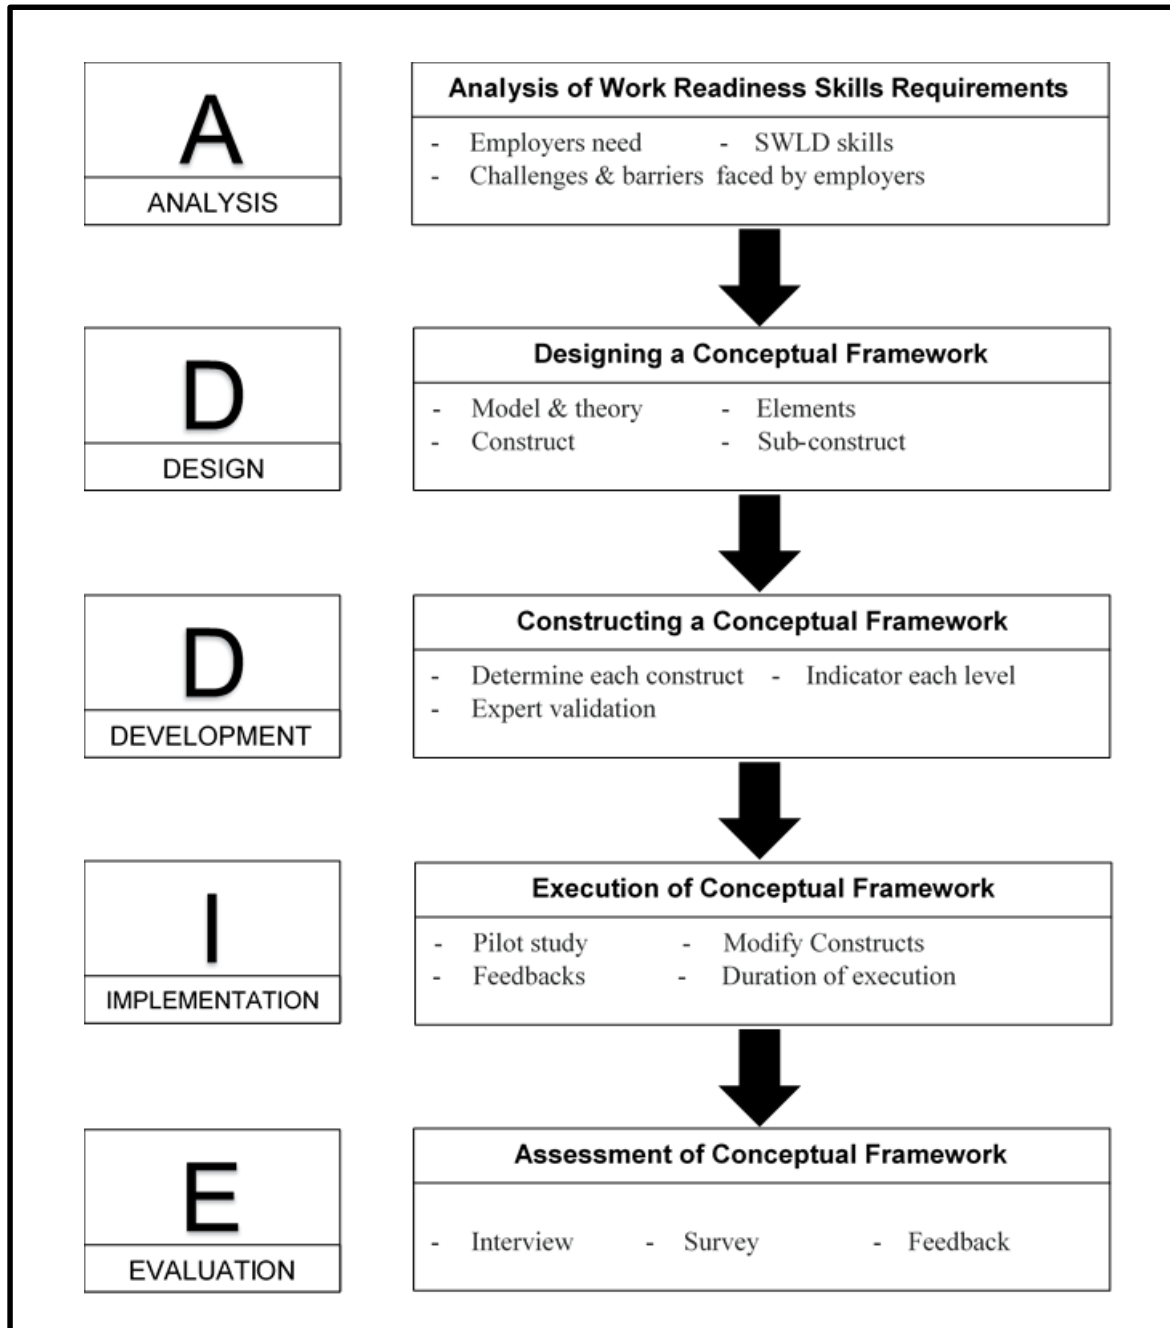 A
ANALYSIS
Analysis of Work Readiness Skills Requirements
- Employers need - SWLD skills
- Challenges & barriers faced by employers
D
DESIGN
Designing a Conceptual Framework
- Model & theory - Elements
- Construct - Sub-construct
D
DEVELOPMENT
Constructing a Conceptual Framework
- Determine each construct - Indicator each level
- Expert validation
I
IMPLEMENTATION
Execution of Conceptual Framework
- Pilot study - Modify Constructs
- Feedbacks - Duration of execution
E
EVALUATION
Assessment of Conceptual Framework
- Interview - Survey - Feedback